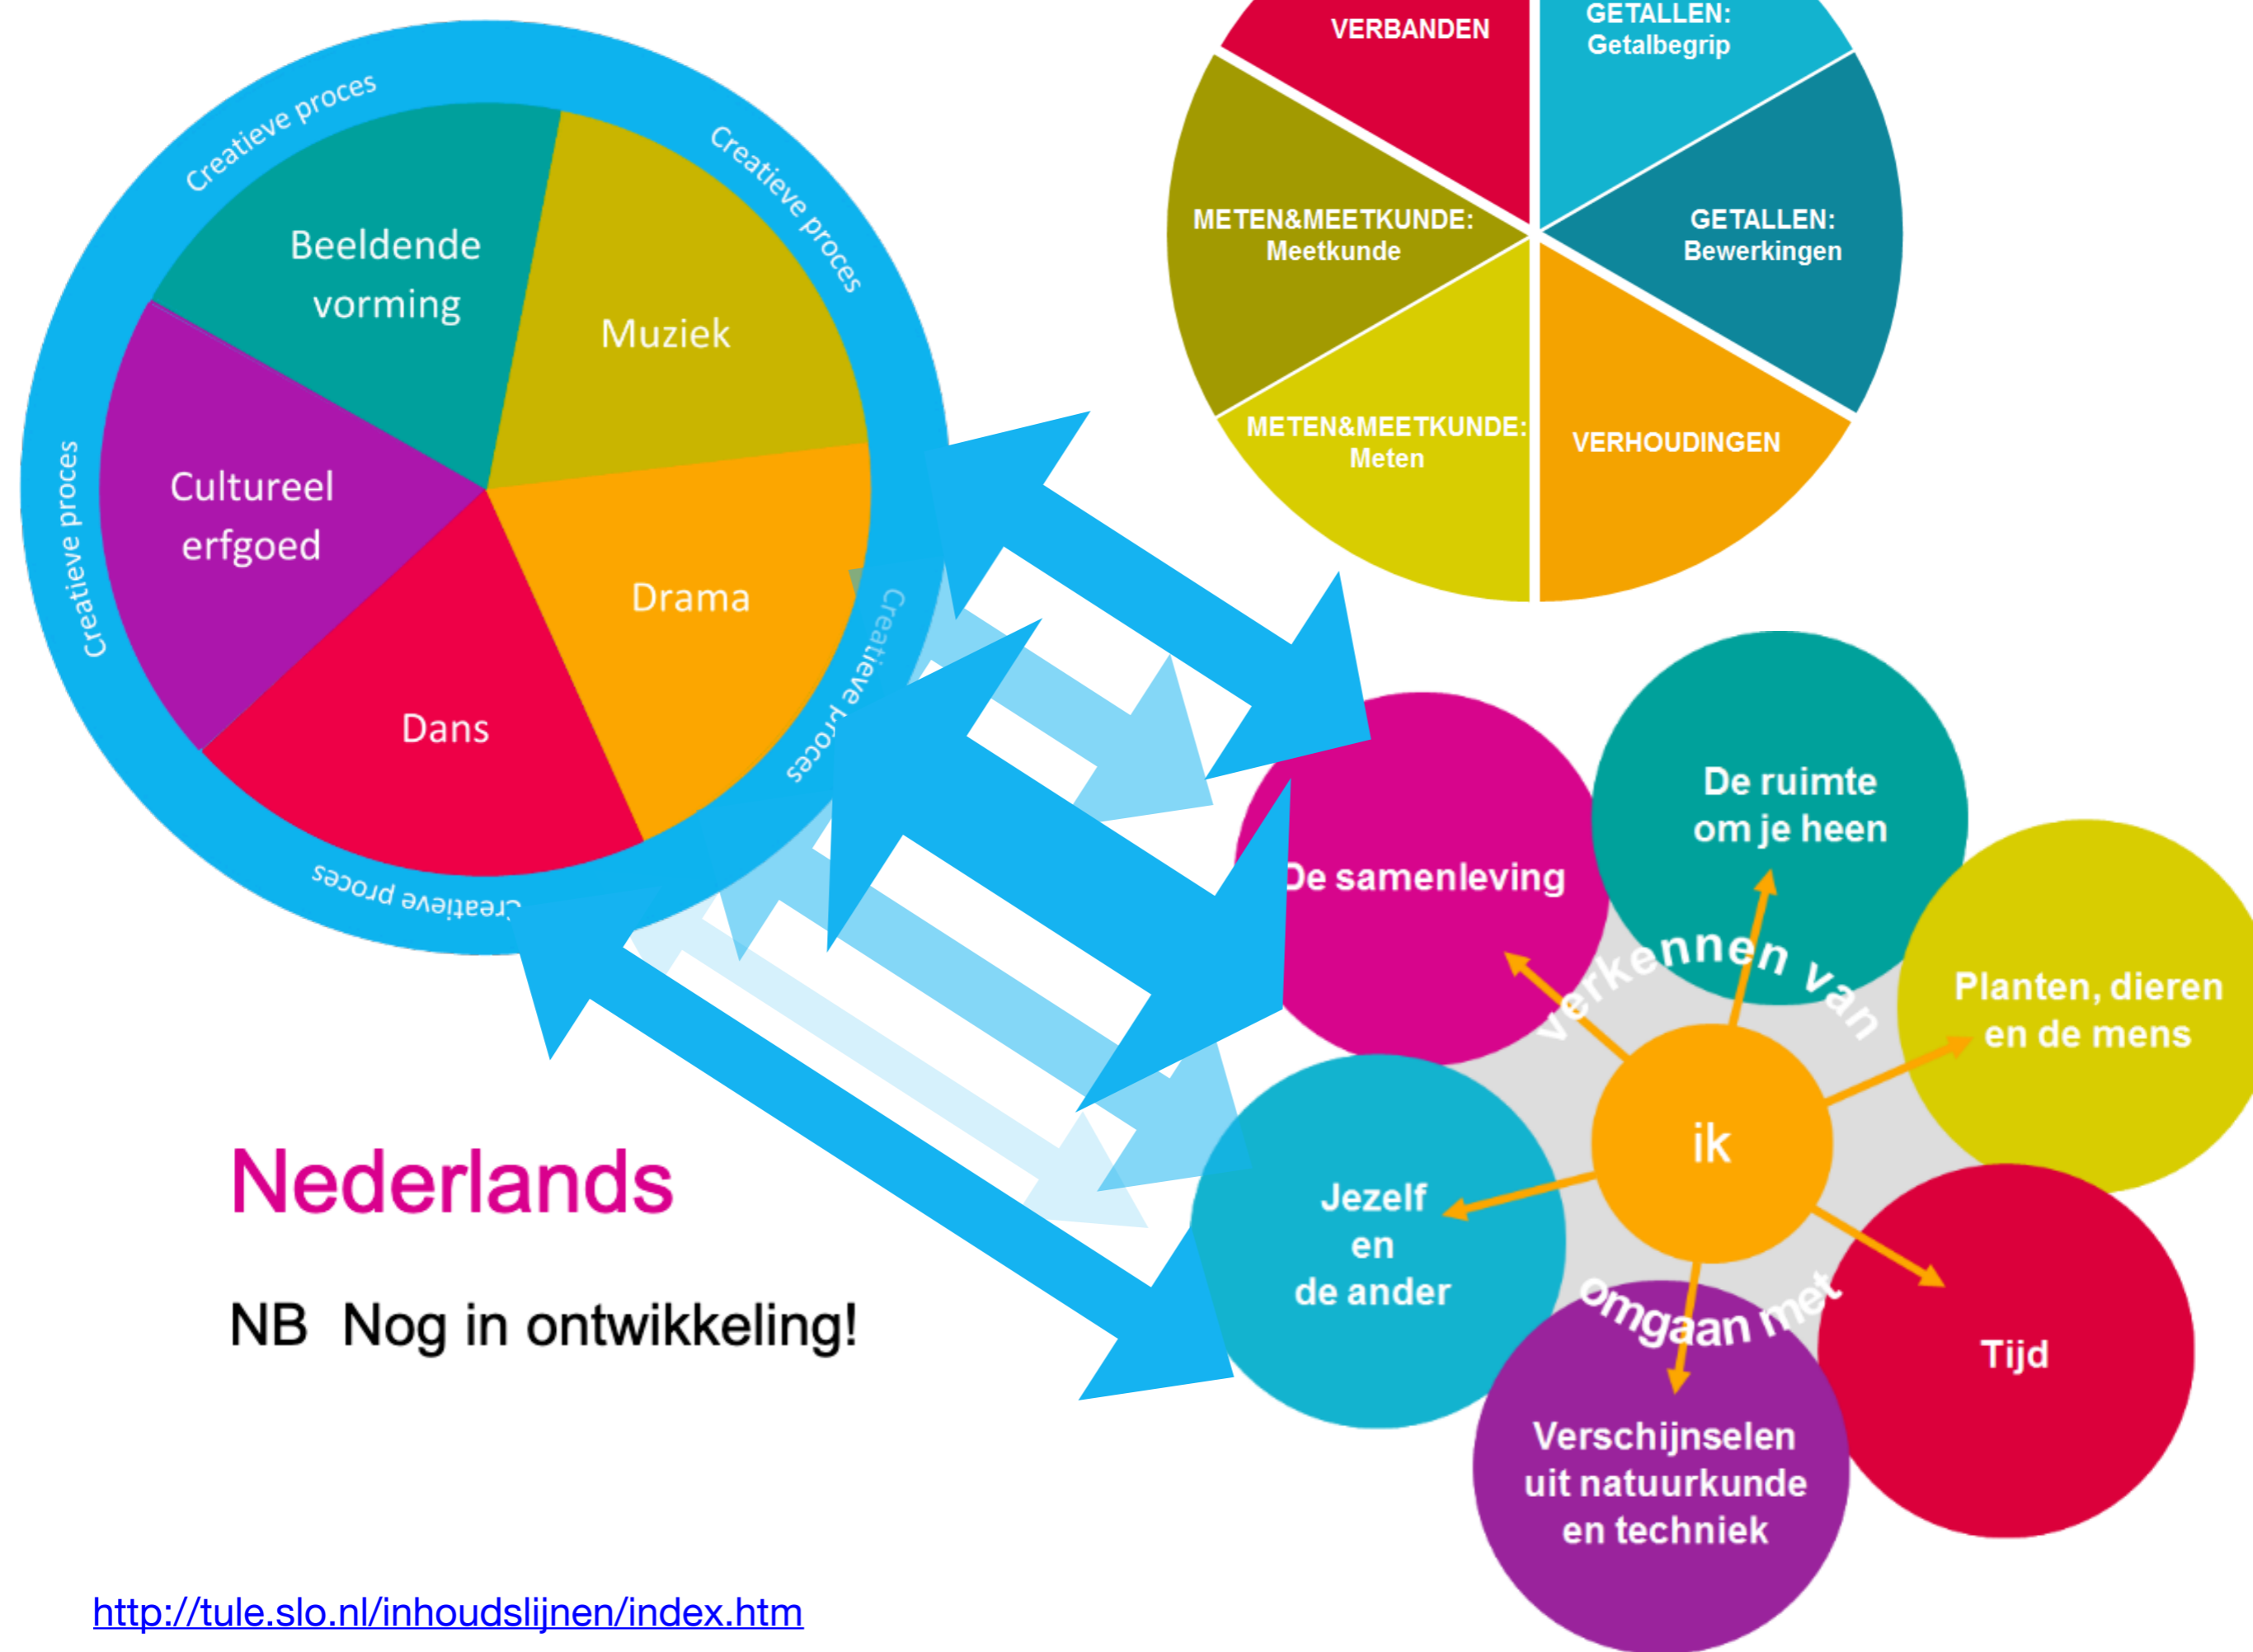 Creatieve proces
Creatieve proces
Creatieve proces
Creatieve proces
Creatieve proces
Beeldende
vorming
Muziek
Cultureel
erfgoed
Drama
Dans
VERBANDEN
GETALLEN:
Getalbegrip
METEN&MEETKUNDE:
Meetkunde
GETALLEN:
Bewerkingen
METEN&MEETKUNDE:
Meten
VERHOUDINGEN
De samenleving
De ruimte
om je heen
Planten, dieren
en de mens
verkennen van
ik
Jezelf
en
de ander
omgaan met
Tijd
Verschijnselen
uit natuurkunde
en techniek
Nederlands
NB Nog in ontwikkeling!
http://tule.slo.nl/inhoudslijnen/index.htm